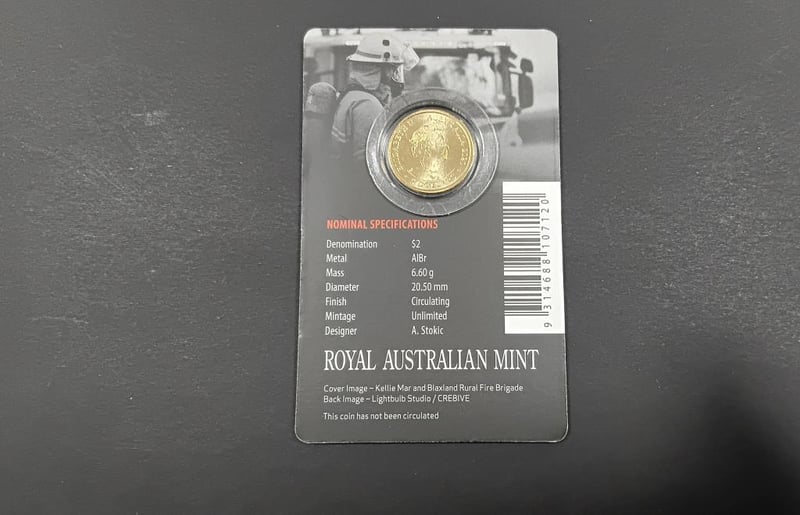 NOMINAL SPECIFICATIONS
Denomination $2
Metal AlBr
Mass 6.60 g
Diameter 20.50 mm
Finish Circulating
Mintage Unlimited
Designer A. Stokic
9 314688 107120
ROYAL AUSTRALIAN MINT
Cover Image – Kellie Mar and Blaxland Rural Fire Brigade
Back Image – Lightbulb Studio / CREBIVE
This coin has not been circulated